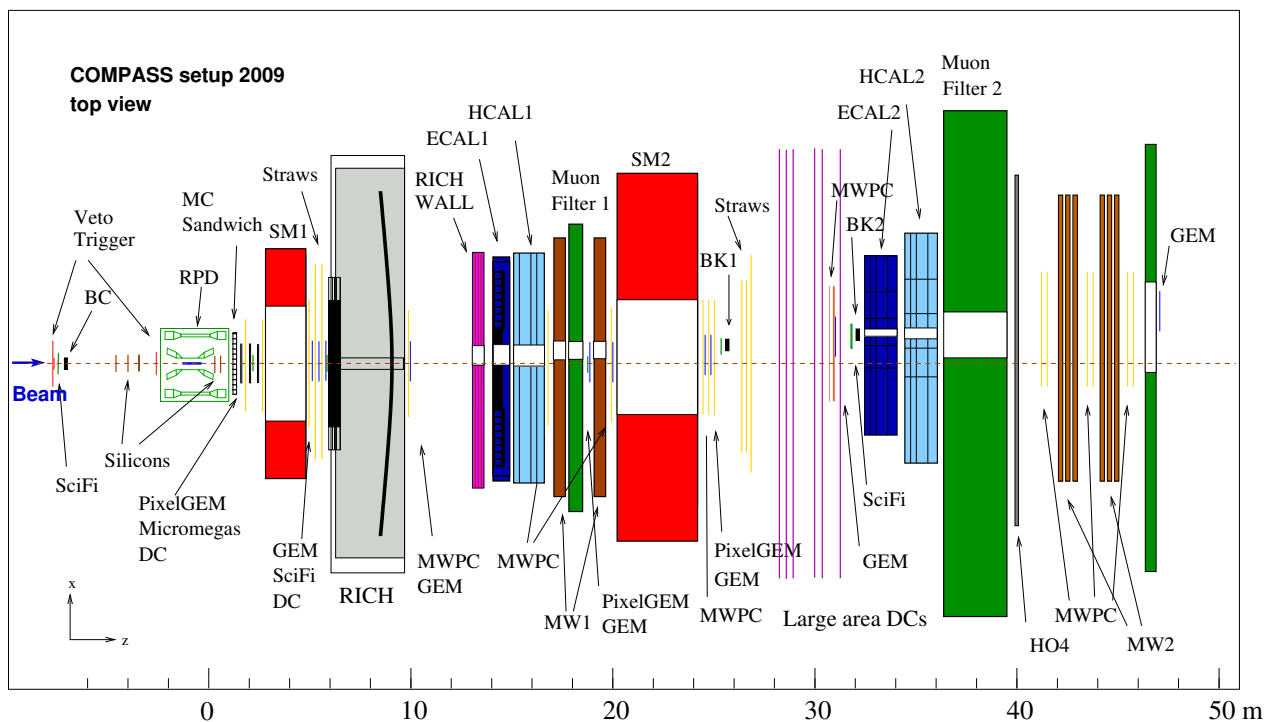 COMPASS setup 2009
top view
Muon
Filter 2
HCAL2
ECAL2
HCAL1
ECAL1
SM2
RICH
WALL
Muon
Filter 1
Straws
MC
Sandwich
SM1
Veto
Trigger
RPD
BC
Straws
MWPC
BK2
BK1
GEM
Beam
Silicons
SciFi
PixelGEM
Micromegas
DC
GEM
SciFi
DC
RICH
MWPC
GEM
MWPC
MW1
PixelGEM
GEM
PixelGEM
GEM
MWPC
SciFi
GEM
Large area DCs
HO4
MWPC
MW2
x
z
0 10 20 30 40 50 m